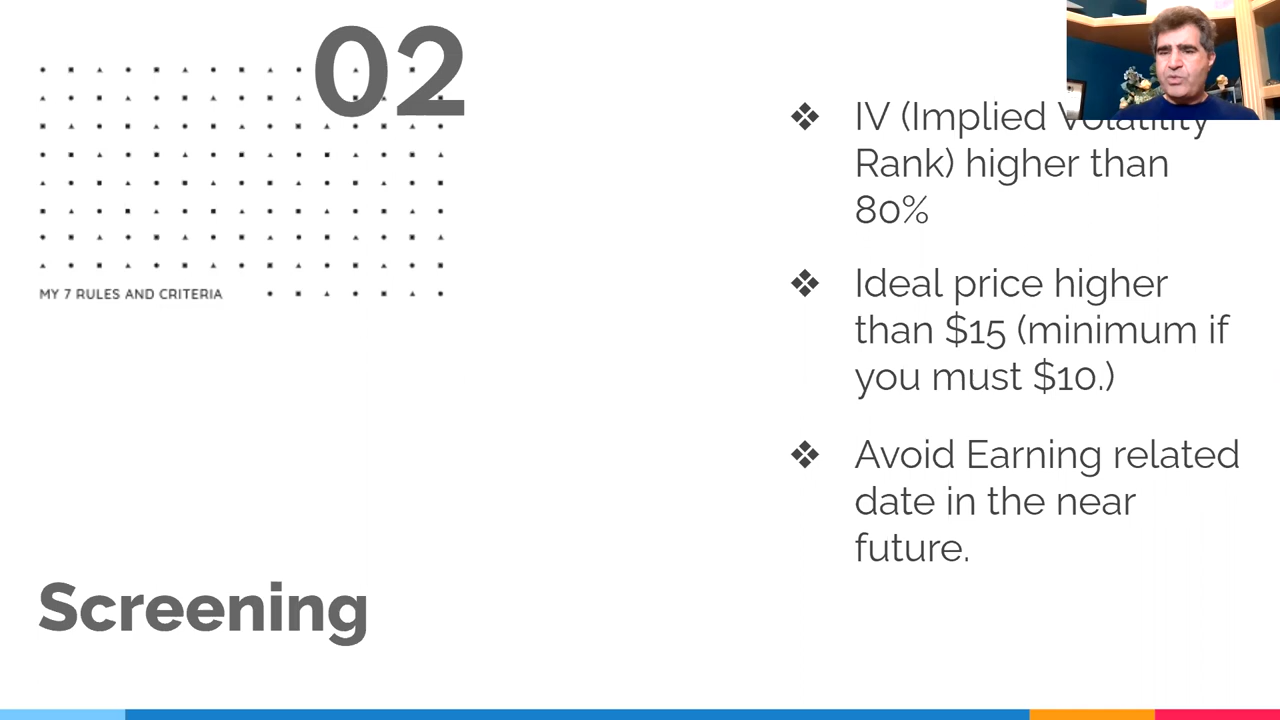 02
MY 7 RULES AND CRITERIA
Screening
❖ IV (Implied Volatility
Rank) higher than
80%
❖ Ideal price higher
than $15 (minimum if
you must $10.)
❖ Avoid Earning related
date in the near
future.